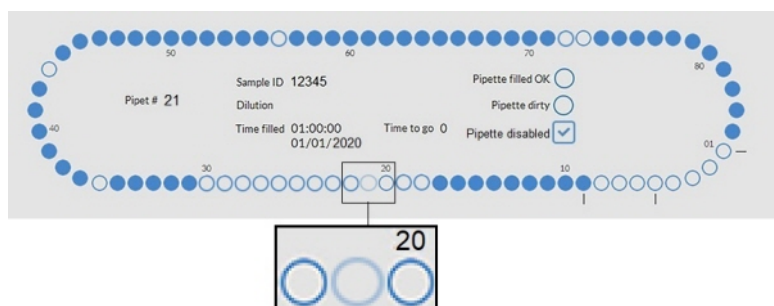 50
60
70
80
Sample ID 12345
Pipette filled OK
Pipet # 21
Dilution
Pipette dirty
Time filled 01:00:00
01/01/2020
Time to go 0
Pipette disabled
40
01
30
20
10
20